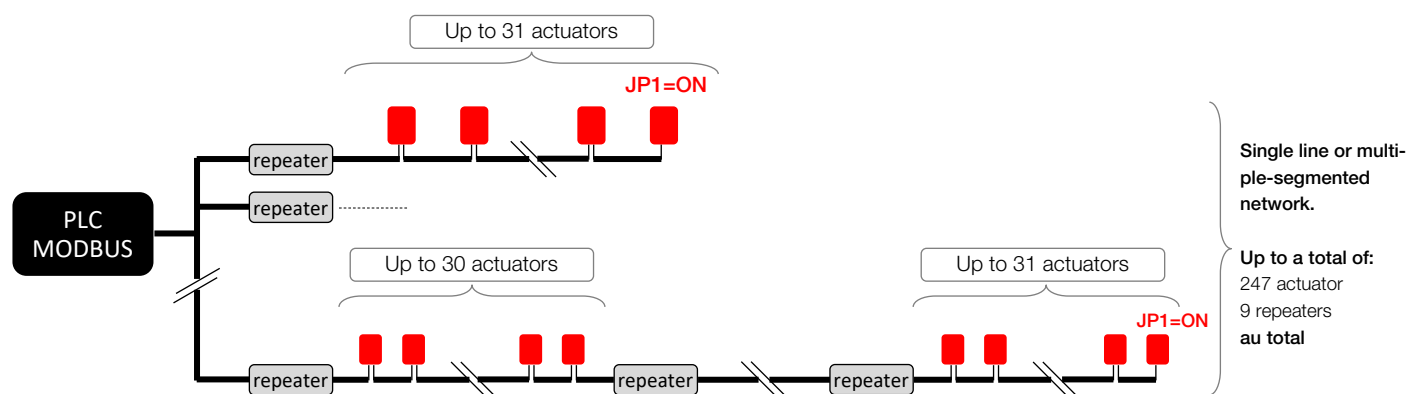 Up to 31 actuators
JP1=ON
repeater
repeater
PLC
MODBUS
Up to 30 actuators
Up to 31 actuators
JP1=ON
repeater
repeater
repeater
Single line or multi-
ple-segmented
network.
Up to a total of:
247 actuator
9 repeaters
au total